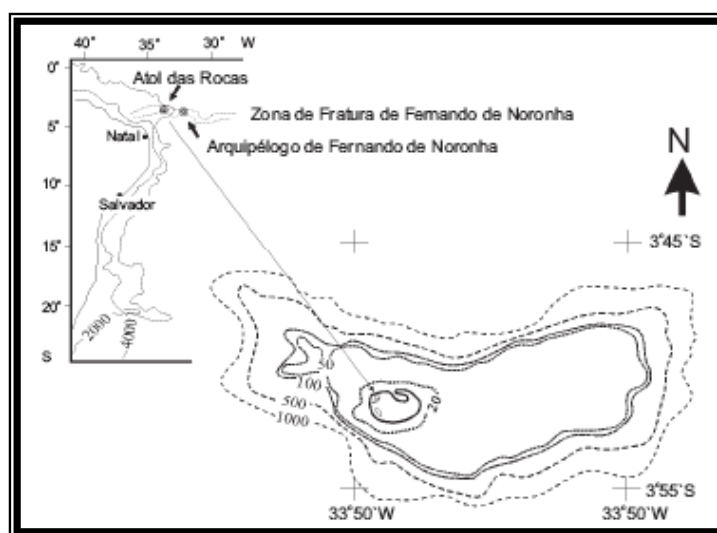 40° 35° 30° W
0°
Atol das Rocas
Zona de Fratura de Fernando de Noronha
5°
Natal
Arquipélogo de Fernando de Noronha
N
10°
Salvador
15°
3°45`S
20°
S
2000
4000
50
100
500
1000
20
3°55`S
33°50`W
33°50`W